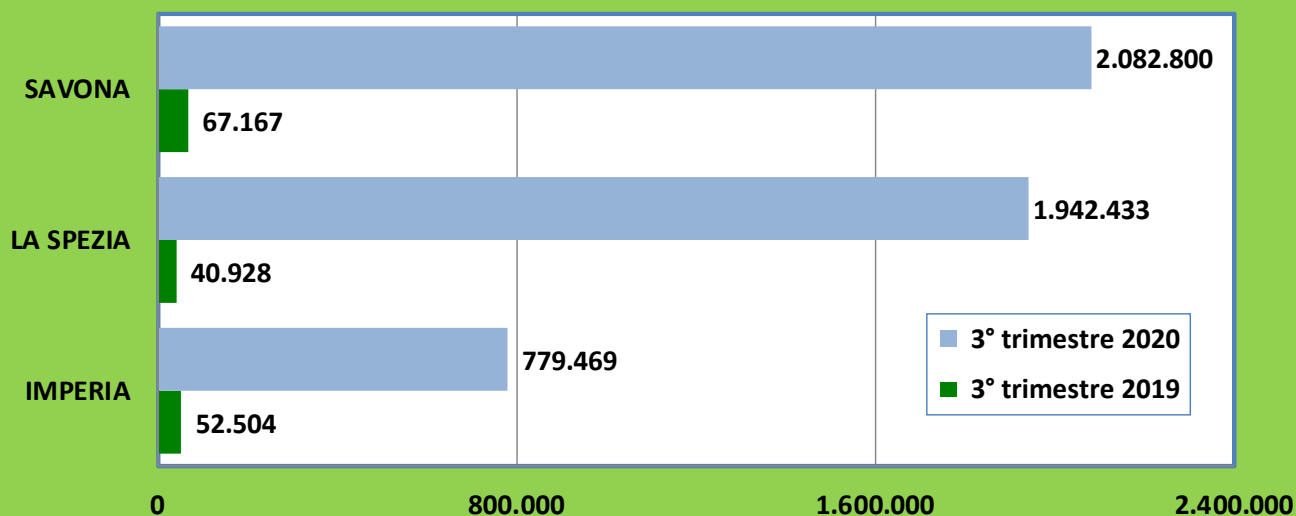 SAVONA
2.082.800
67.167
LA SPEZIA
1.942.433
40.928
IMPERIA
779.469
52.504
3° trimestre 2020
3° trimestre 2019
0
800.000
1.600.000
2.400.000